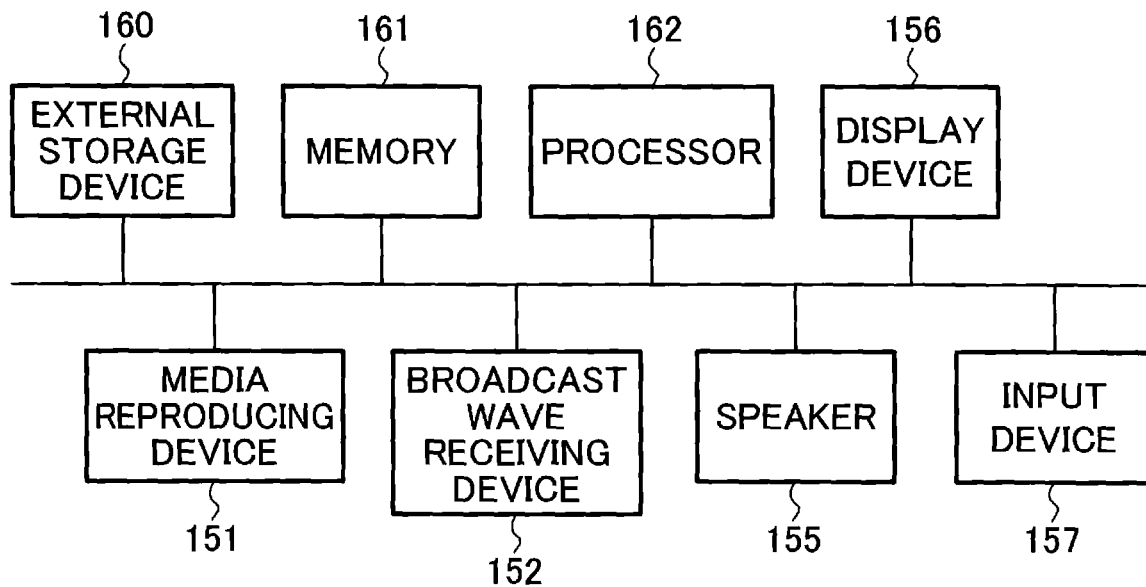 160
161
162
156
EXTERNAL
STORAGE
DEVICE
MEMORY
PROCESSOR
DISPLAY
DEVICE
MEDIA
REPRODUCING
DEVICE
BROADCAST
WAVE
RECEIVING
DEVICE
SPEAKER
INPUT
DEVICE
151
152
155
157